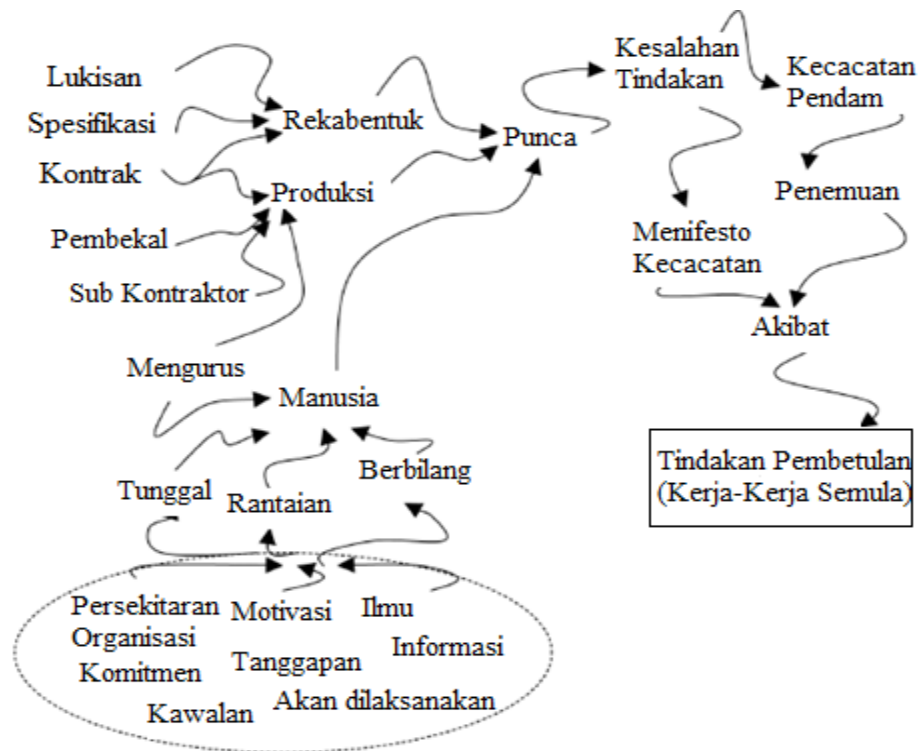 Lukisan
Spesifikasi
Kontrak
Pembekal
Sub Kontraktor
Mengurus
Rekabentuk
Produksi
Manusia
Tunggal
Rantaian
Berbilang
Punca
Kesalahan
Tindakan
Kecacatan
Pendam
Penemuan
Menifesto
Kecacatan
Akibat
Tindakan Pembetulan
(Kerja-Kerja Semula)
Persekitaran
Organisasi
Komitmen
Kawalan
Motivasi
Tanggapan
Akan dilaksanakan
Ilmu
Informasi